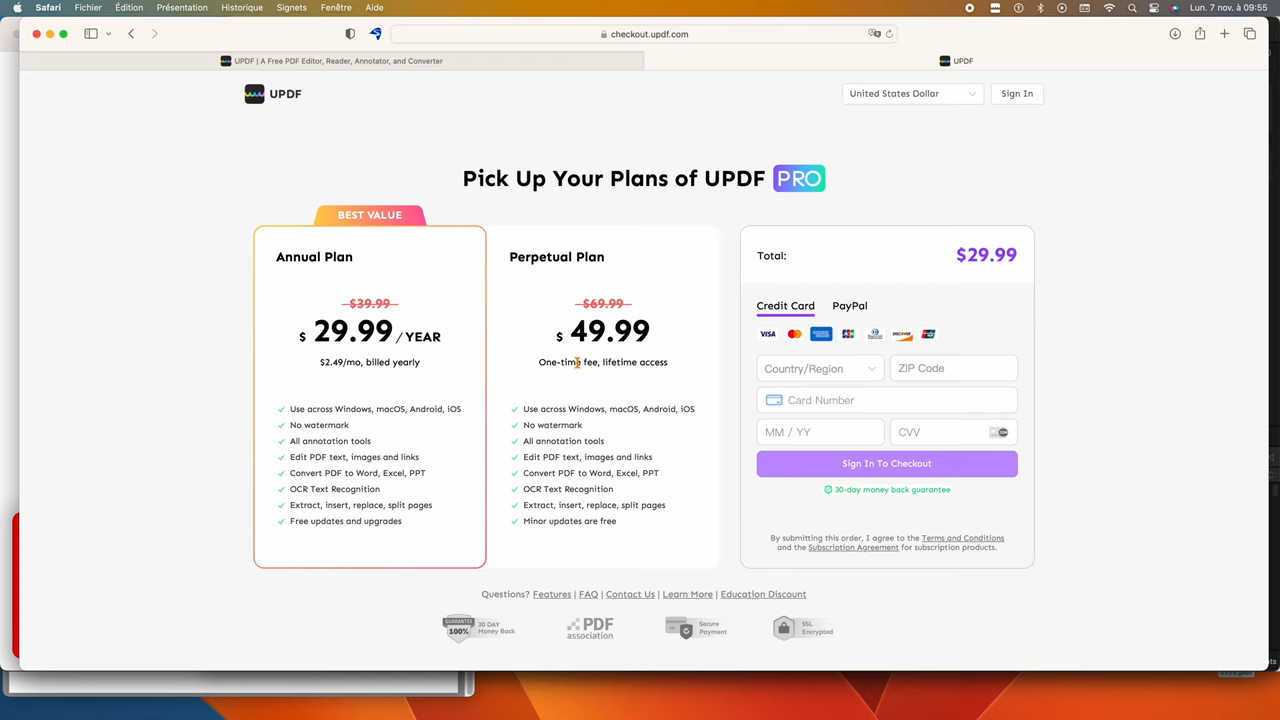 Safari Fichier Édition Présentation Historique Signets Fenêtre Aide Lun. 7 nov. à 09:55
checkout.updf.com
UPDF | A Free PDF Editor, Reader, Annotator, and Converter
UPDF
UPDF
United States Dollar
Sign In
Pick Up Your Plans of UPDF PRO
BEST VALUE
Annual Plan
$39.99
$ 29.99 / YEAR
$2.49/mo, billed yearly
Use across Windows, macOS, Android, iOS
No watermark
All annotation tools
Edit PDF text, images and links
Convert PDF to Word, Excel, PPT
OCR Text Recognition
Extract, insert, replace, split pages
Free updates and upgrades
Perpetual Plan
$69.99
$ 49.99
One-time fee, lifetime access
Use across Windows, macOS, Android, iOS
No watermark
All annotation tools
Edit PDF text, images and links
Convert PDF to Word, Excel, PPT
OCR Text Recognition
Extract, insert, replace, split pages
Minor updates are free
Total: $29.99
Credit Card PayPal
VISA
DISCOVER
Country/Region ZIP Code
Card Number
MM / YY CVV
Sign In To Checkout
30-day money back guarantee
By submitting this order, I agree to the Terms and Conditions
and the Subscription Agreement for subscription products.
Questions? Features | FAQ | Contact Us | Learn More | Education Discount
GUARANTEE
100%
30 DAY
Money Back
PDF
association
Secure
Payment
SSL
Encrypted